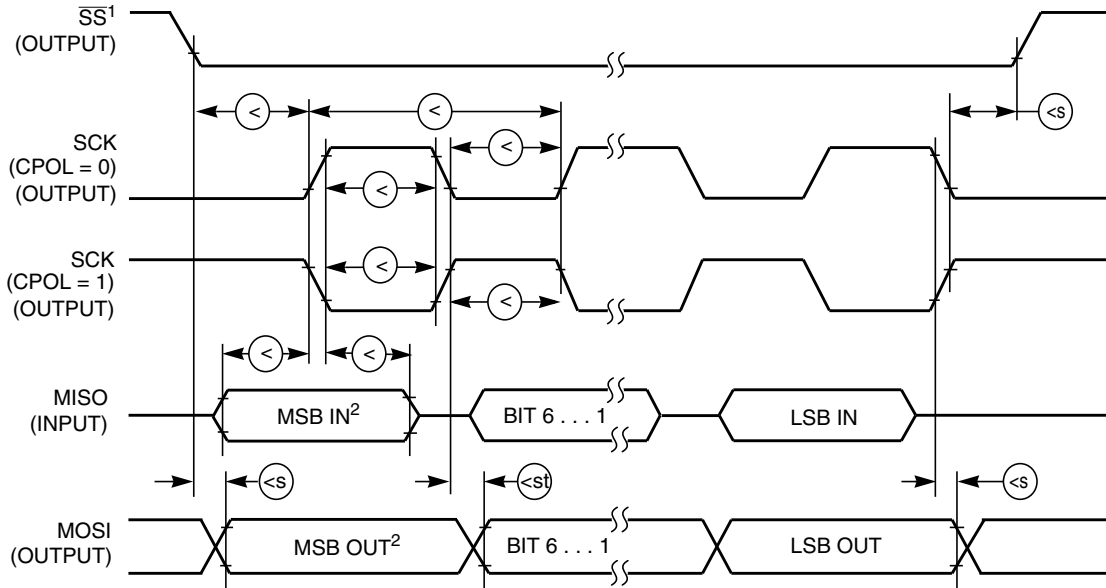 SS¹
(OUTPUT)
<
<
<s
SCK
(CPOL = 0)
(OUTPUT)
<
<
SCK
(CPOL = 1)
(OUTPUT)
<
<
<
<
MISO
(INPUT)
MSB IN²
BIT 6 . . . 1
LSB IN
<s
<st
<s
MOSI
(OUTPUT)
MSB OUT²
BIT 6 . . . 1
LSB OUT